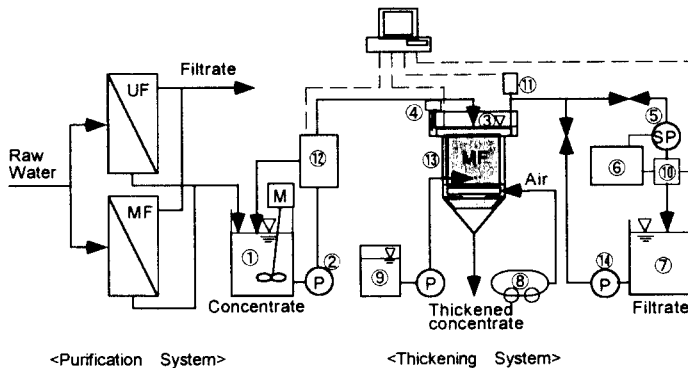 UF
Filtrate
Raw
Water
MF
M
①
②
P
Concentrate
⑫
④
③
⑪
MF
⑬
Air
⑨
P
Thickened
concentrate
⑧
⑤
SP
⑥
⑩
⑭
P
⑦
Filtrate
<Purification System>
<Thickening System>